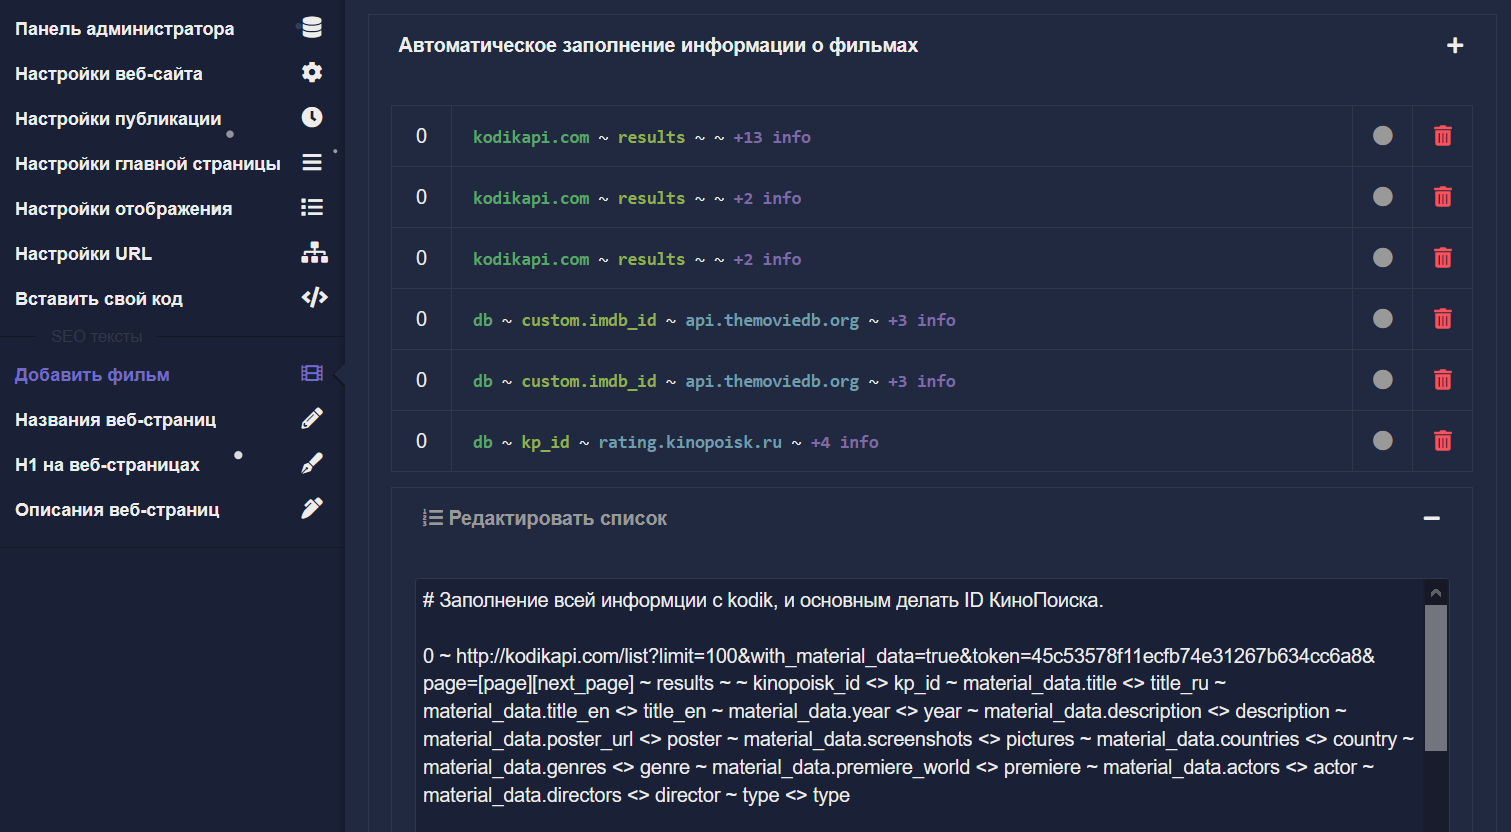 Панель администратора
Настройки веб-сайта
Настройки публикации
Настройки главной страницы
Настройки отображения
Настройки URL
Вставить свой код
SEO тексты
Добавить фильм
Названия веб-страниц
H1 на веб-страницах
Описания веб-страниц
Автоматическое заполнение информации о фильмах
0 kodikapi.com ~ results ~ ~ +13 info
0 kodikapi.com ~ results ~ ~ +2 info
0 kodikapi.com ~ results ~ ~ +2 info
0 db ~ custom.imdb_id ~ api.themoviedb.org ~ +3 info
0 db ~ custom.imdb_id ~ api.themoviedb.org ~ +3 info
0 db ~ kp_id ~ rating.kinopoisk.ru ~ +4 info
Редактировать список
# Заполнение всей информции с kodik, и основным делать ID КиноПоиска.
0 ~ http://kodikapi.com/list?limit=100&with_material_data=true&token=45c53578f11ecfb74e31267b634cc6a8&
page=[page][next_page] ~ results ~ ~ kinopoisk_id <> kp_id ~ material_data.title <> title_ru ~
material_data.title_en <> title_en ~ material_data.year <> year ~ material_data.description <> description ~
material_data.poster_url <> poster ~ material_data.screenshots <> pictures ~ material_data.countries <> country ~
material_data.genres <> genre ~ material_data.premiere_world <> premiere ~ material_data.actors <> actor ~
material_data.directors <> director ~ type <> type